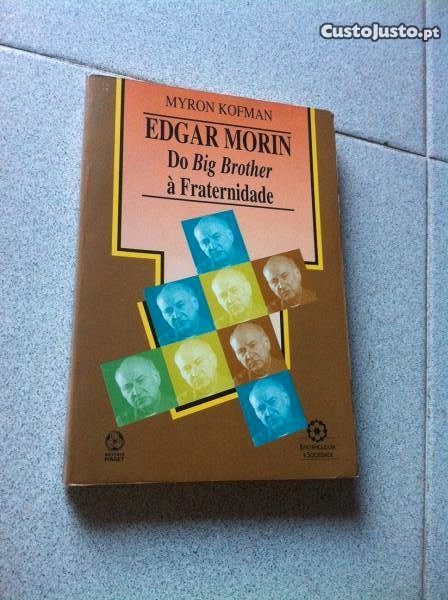 CustoJusto.pt
MYRON KOFMAN
EDGAR MORIN
Do Big Brother
à Fraternidade
INSTITUTO
PIAGET
EPISTEMOLOGIA
E SOCIEDADE